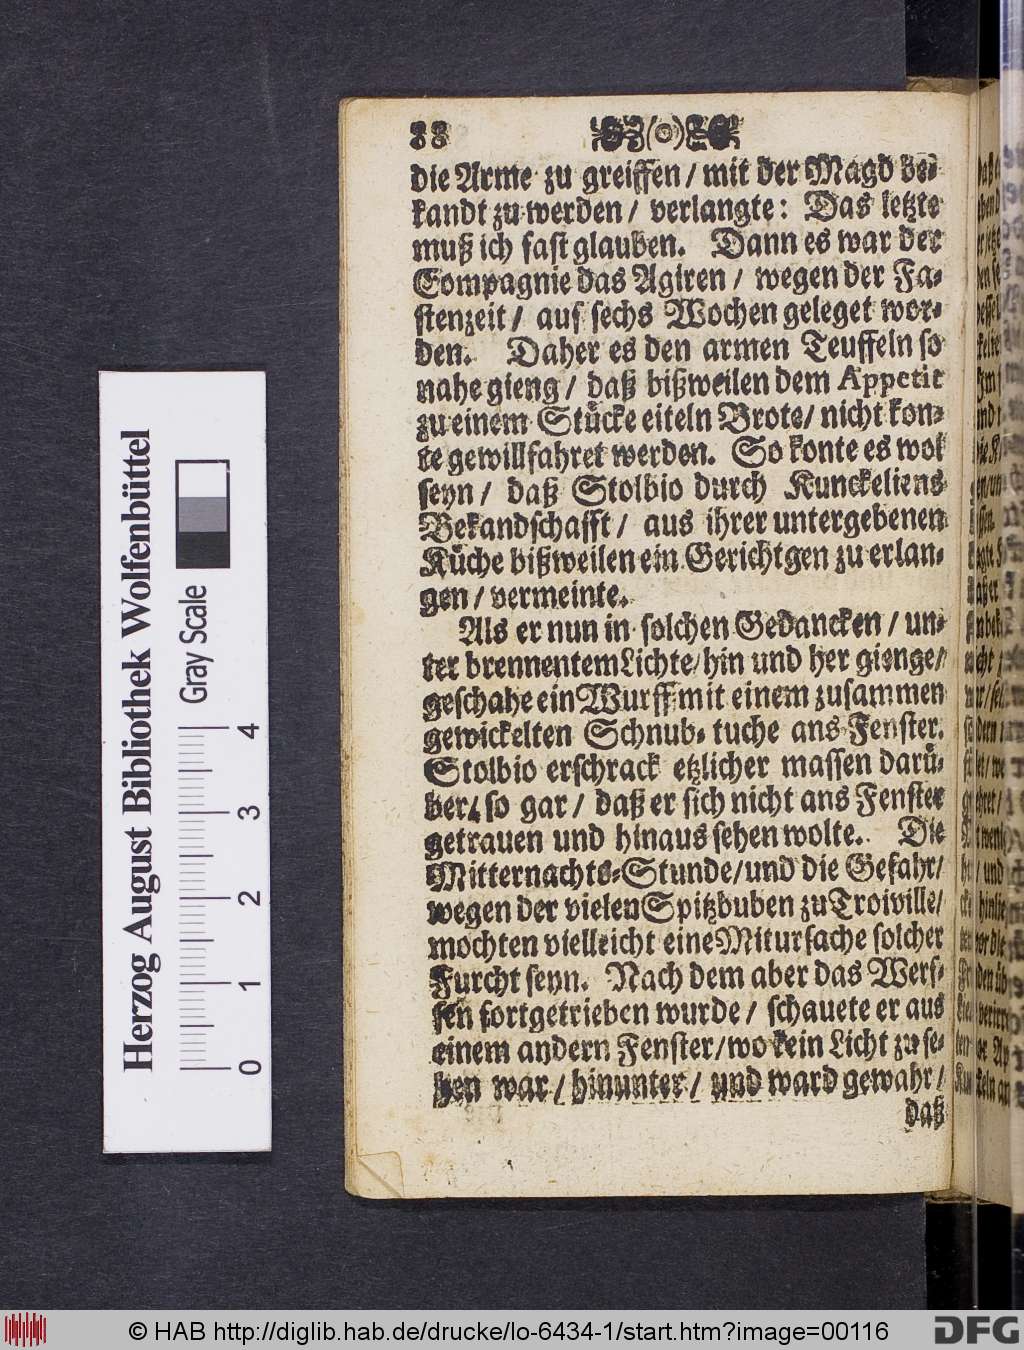 88
die Arme zu greiffen / mit der Magd be-
kandt zu werden / verlangte: Das letzte
muß ich fast glauben. Dann es war der
Compagnie das Agiren / wegen der Fa-
stenzeit / auf sechs Wochen geleget wor-
den. Daher es den armen Teuffeln so
nahe gieng / daß bißweilen dem Appetit
zu einem Stücke eiteln Brote / nicht kon-
te gewillfahret werden. So konte es wol
seyn / daß Stolbio durch Kunckeliens
Bekandschafft / aus ihrer untergebenen
Küche bißweilen ein Gerichtgen zu erlan-
gen / vermeinte.
Als er nun in solchen Gedancken / un-
ter brennentem Lichte / hin und her gienge /
geschahe ein Wurff mit einem zusammen
gewickelten Schnub-tuche ans Fenster.
Stolbio erschrack etzlicher massen darü-
ber / so gar / daß er sich nicht ans Fenster
getrauen und hinaus sehen wolte. Die
Mitternachts-Stunde / und die Gefahr /
wegen der vielen Spitzbuben zu Troiville /
mochten vielleicht eine Mitursache solcher
Furcht seyn. Nach dem aber das Werf-
fen fortgetrieben wurde / schauete er aus
einem andern Fenster / wo kein Licht zu se-
hen war / hinunter / und ward gewahr /
daß
Herzog August Bibliothek Wolfenbüttel
Gray Scale
0 1 2 3 4
© HAB http://diglib.hab.de/drucke/lo-6434-1/start.htm?image=00116
DFG